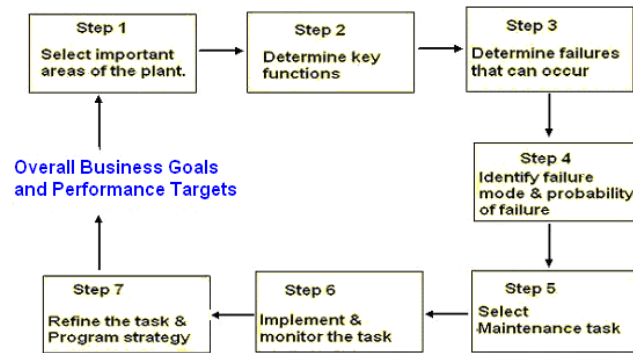 Step 1
Select important
areas of the plant.
Step 2
Determine key
functions
Step 3
Determine failures
that can occur
Step 4
Identify failure
mode & probability
of failure
Step 5
Select
Maintenance task
Step 6
Implement &
monitor the task
Step 7
Refine the task &
Program strategy
Overall Business Goals
and Performance Targets